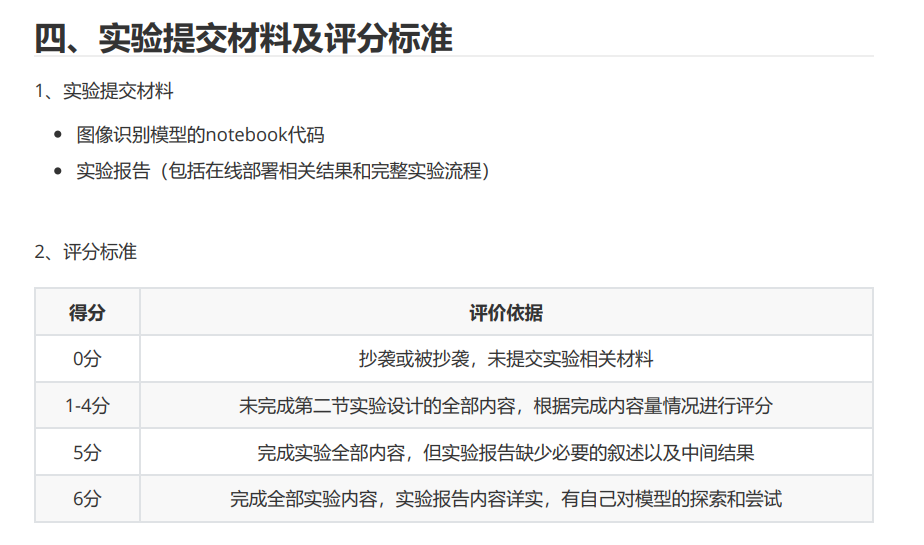 四、实验提交材料及评分标准
1、实验提交材料
• 图像识别模型的notebook代码
• 实验报告（包括在线部署相关结果和完整实验流程）
2、评分标准
得分 评价依据
0分 抄袭或被抄袭，未提交实验相关材料
1-4分 未完成第二节实验设计的全部内容，根据完成内容量情况进行评分
5分 完成实验全部内容，但实验报告缺少必要的叙述以及中间结果
6分 完成全部实验内容，实验报告内容详实，有自己对模型的探索和尝试